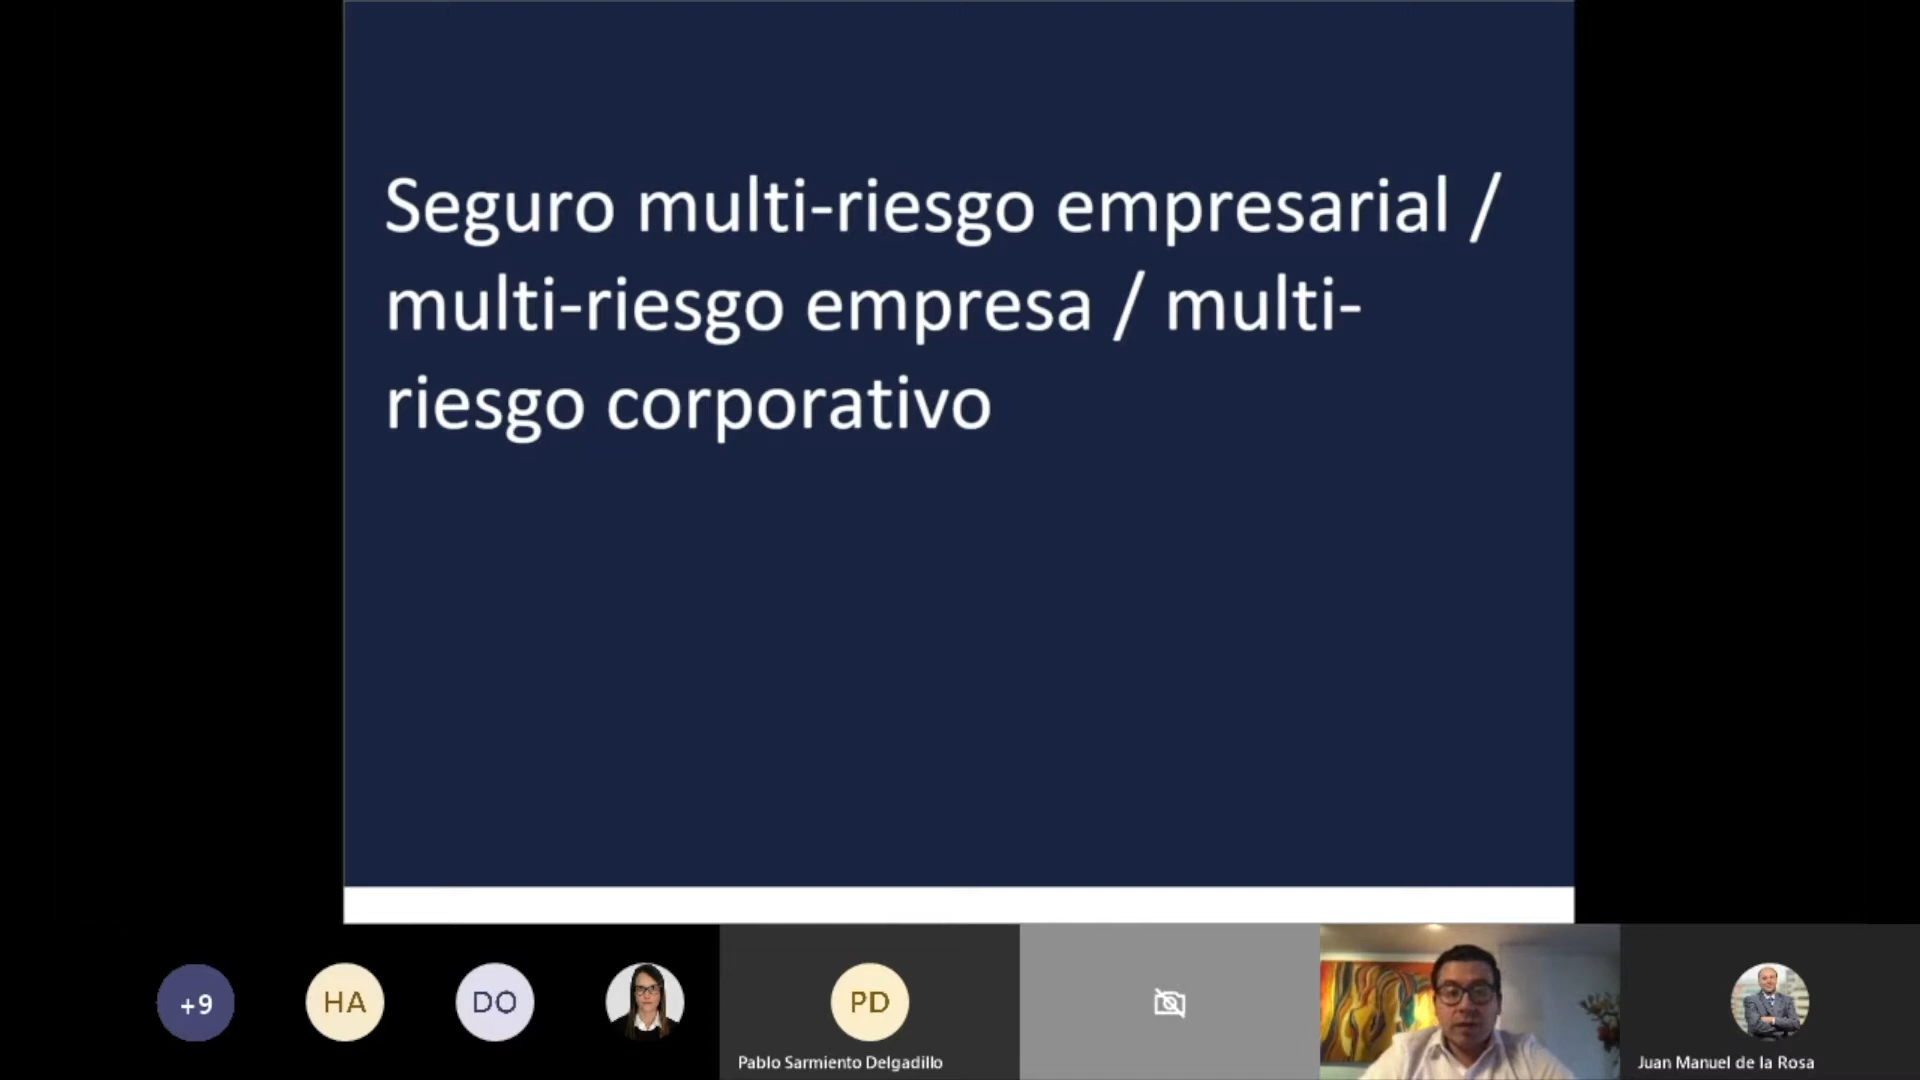 Seguro multi-riesgo empresarial /
multi-riesgo empresa / multi-
riesgo corporativo
+9
HA
DO
PD
Pablo Sarmiento Delgadillo
Juan Manuel de la Rosa